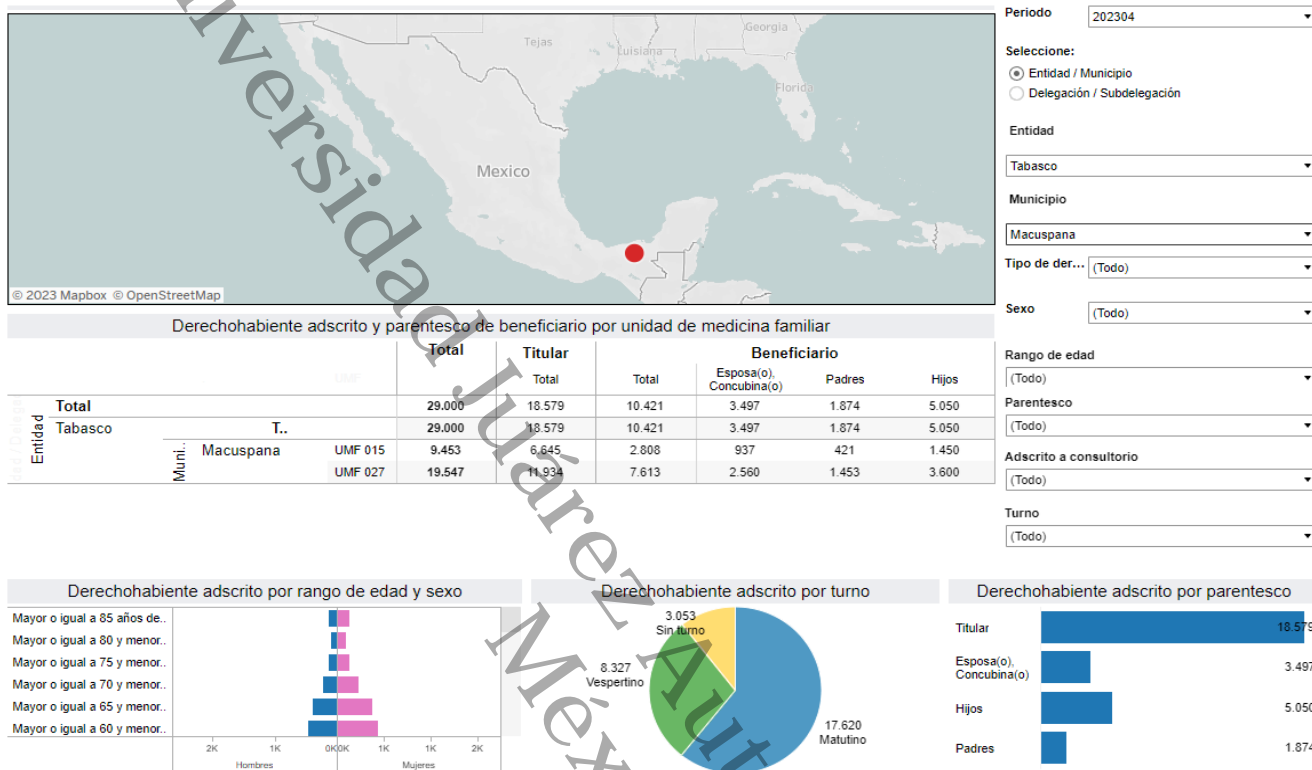 Periodo
202304
Seleccione:
Entidad / Municipio
Delegación / Subdelegación
Entidad
Tabasco
Municipio
Macuspana
Tipo de der... (Todo)
Sexo (Todo)
Rango de edad
(Todo)
Parentesco
(Todo)
Adscrito a consultorio
(Todo)
Turno
(Todo)
Tejas
Luisiana
Georgia
Florida
Mexico
© 2023 Mapbox © OpenStreetMap
Derechohabiente adscrito y parentesco de beneficiario por unidad de medicina familiar
Total Titular Beneficiario
UMF Total Total Esposa(o), Concubina(o) Padres Hijos
Entidad
Total 29.000 18.579 10.421 3.497 1.874 5.050
Tabasco T.. 29.000 18.579 10.421 3.497 1.874 5.050
Muni..
Macuspana UMF 015 9.453 6.645 2.808 937 421 1.450
UMF 027 19.547 11.934 7.613 2.560 1.453 3.600
Derechohabiente adscrito por rango de edad y sexo
Mayor o igual a 85 años de..
Mayor o igual a 80 y menor..
Mayor o igual a 75 y menor..
Mayor o igual a 70 y menor..
Mayor o igual a 65 y menor..
Mayor o igual a 60 y menor..
2K 1K 0K 0K 1K 1K 2K
Hombres Mujeres
Derechohabiente adscrito por turno
3.053
Sin turno
8.327
Vespertino
17.620
Matutino
Derechohabiente adscrito por parentesco
Titular 18.579
Esposa(o),
Concubina(o) 3.497
Hijos 5.050
Padres 1.874
Universidad Juárez Aut
Méx